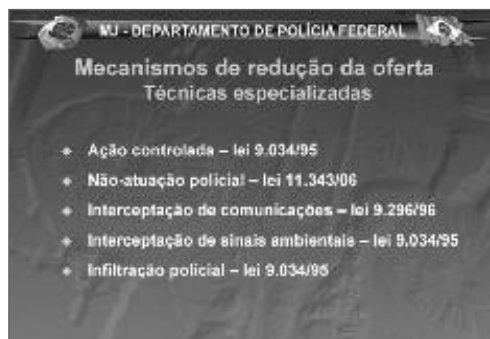 MJ - DEPARTAMENTO DE POLÍCIA FEDERAL
Mecanismos de redução da oferta
Técnicas especializadas
Ação controlada – lei 9.034/95
Não-atuação policial – lei 11.343/06
Interceptação de comunicações – lei 9.296/96
Interceptação de sinais ambientais – lei 9.034/95
Infiltração policial – lei 9.034/95